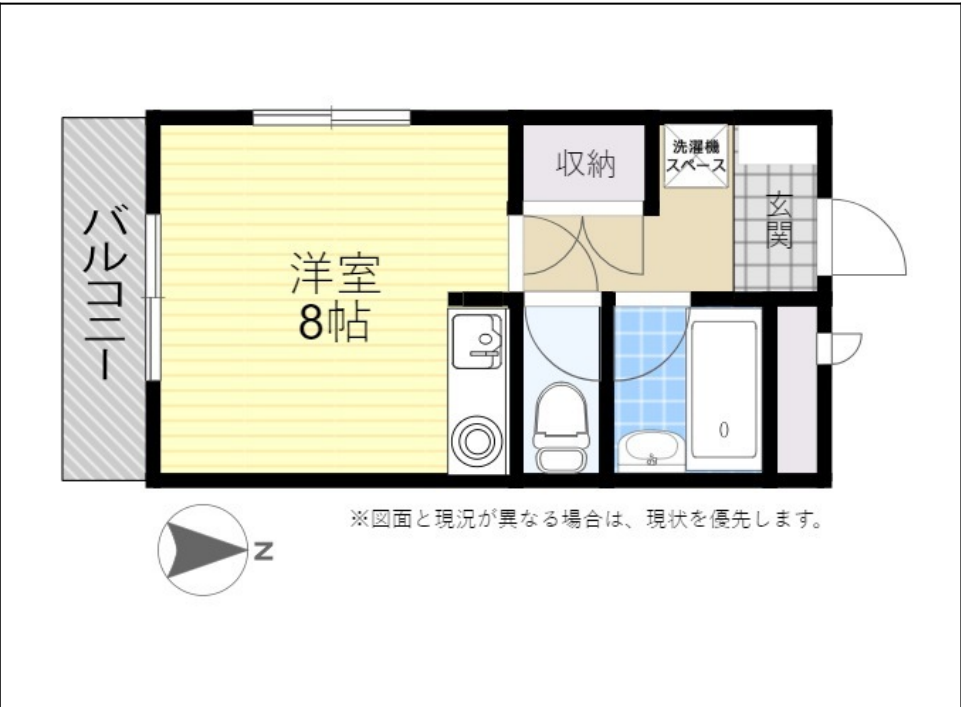 収納
洗濯機
スペース
玄関
バルコニー
洋室
8帖
※図面と現況が異なる場合は、現状を優先します。
N